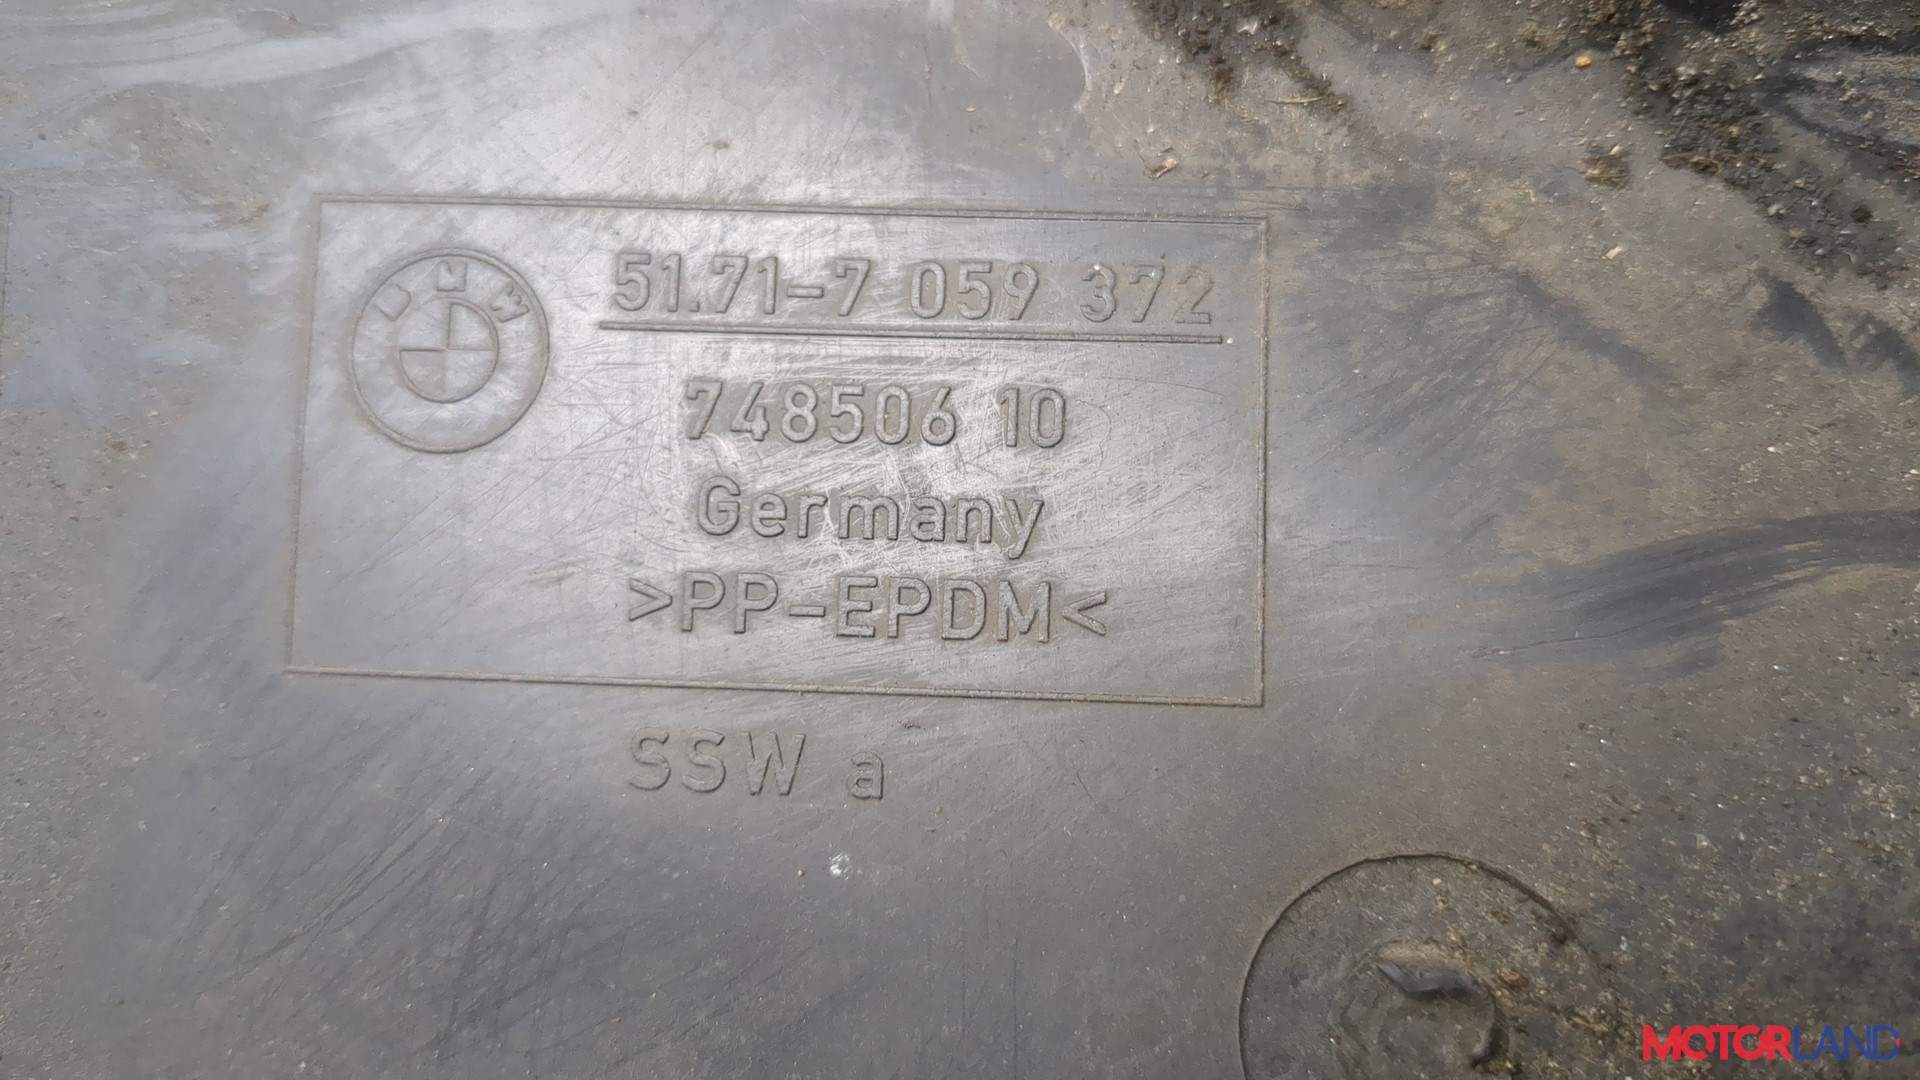 BMW
51.71-7 059 372
748506 10
Germany
>PP-EPDM<
SSW a
MOTORLAND